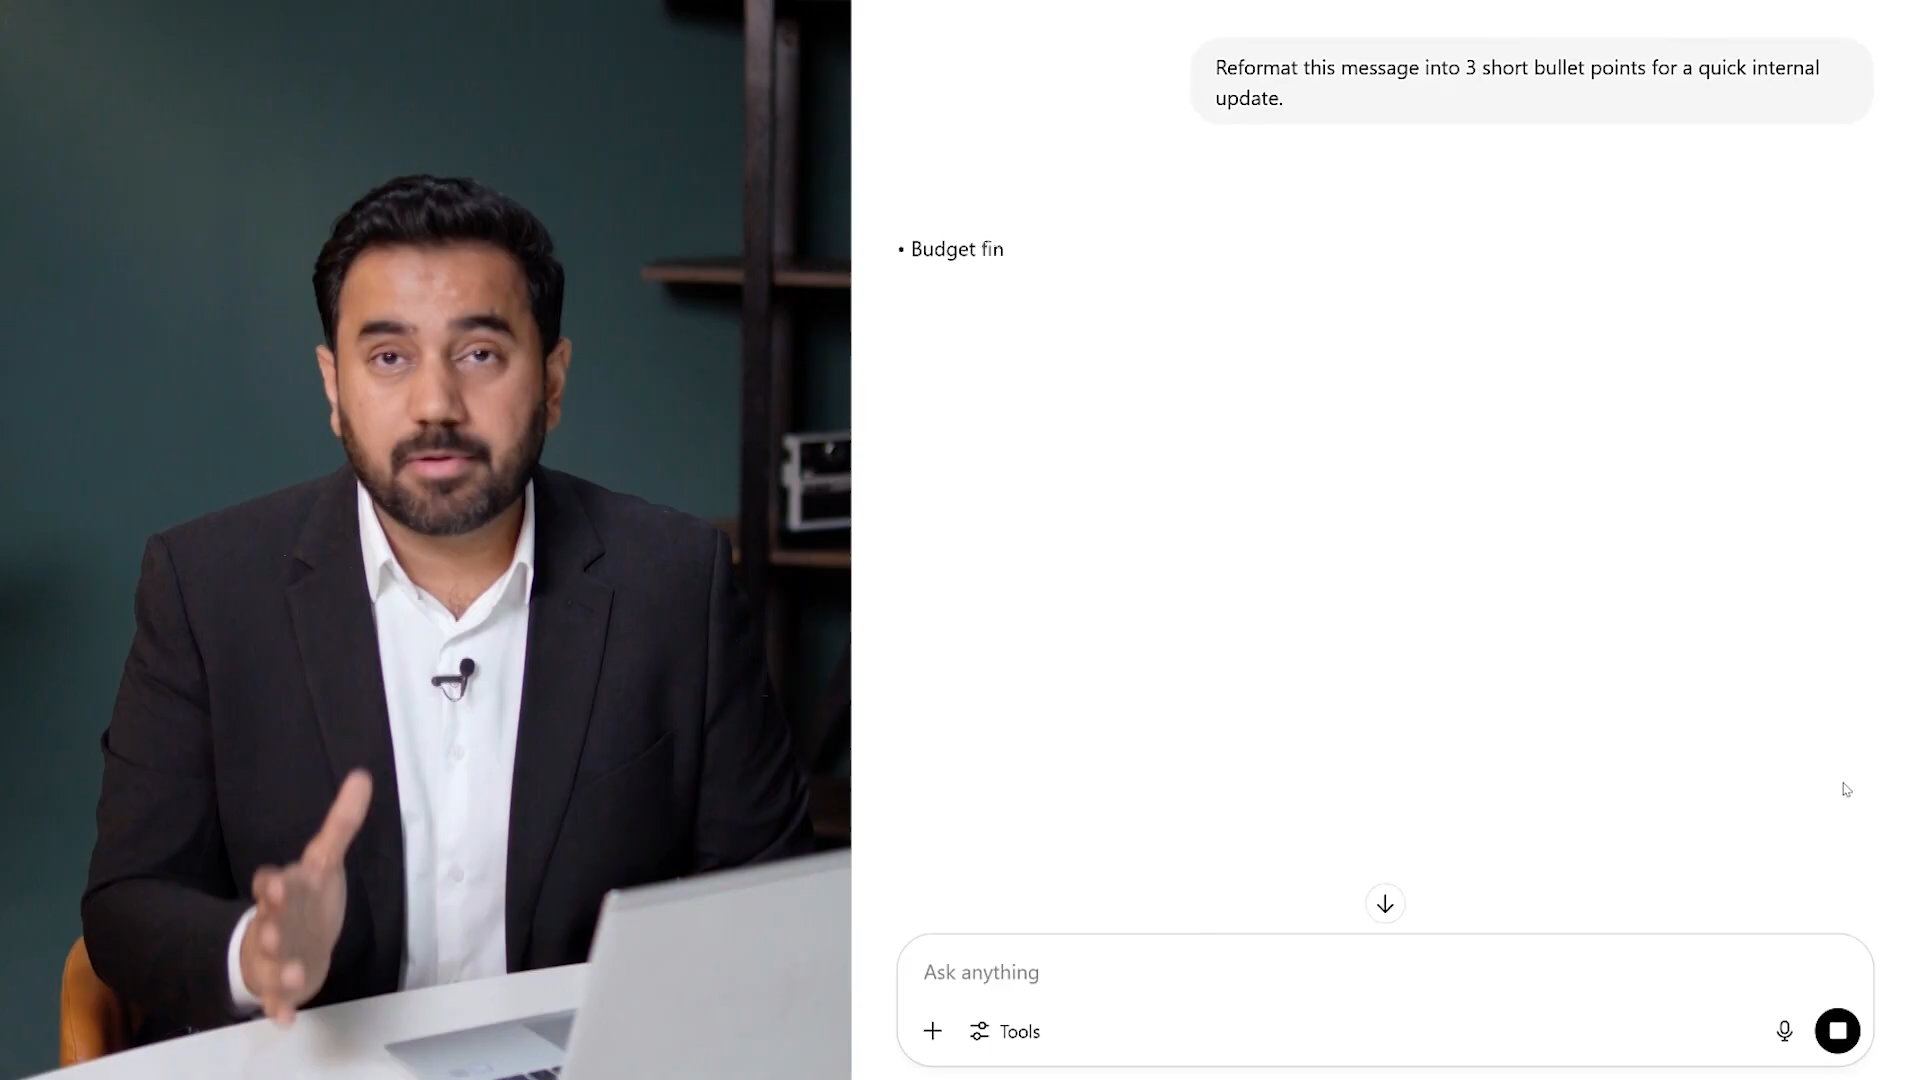 Reformat this message into 3 short bullet points for a quick internal
update.
• Budget fin
Ask anything
Tools